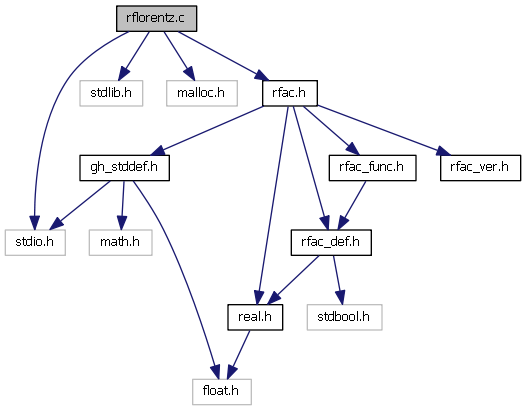 rflorentz.c
stdlib.h
malloc.h
rfac.h
gh_stddef.h
rfac_func.h
rfac_ver.h
stdio.h
math.h
rfac_def.h
real.h
stdbool.h
float.h